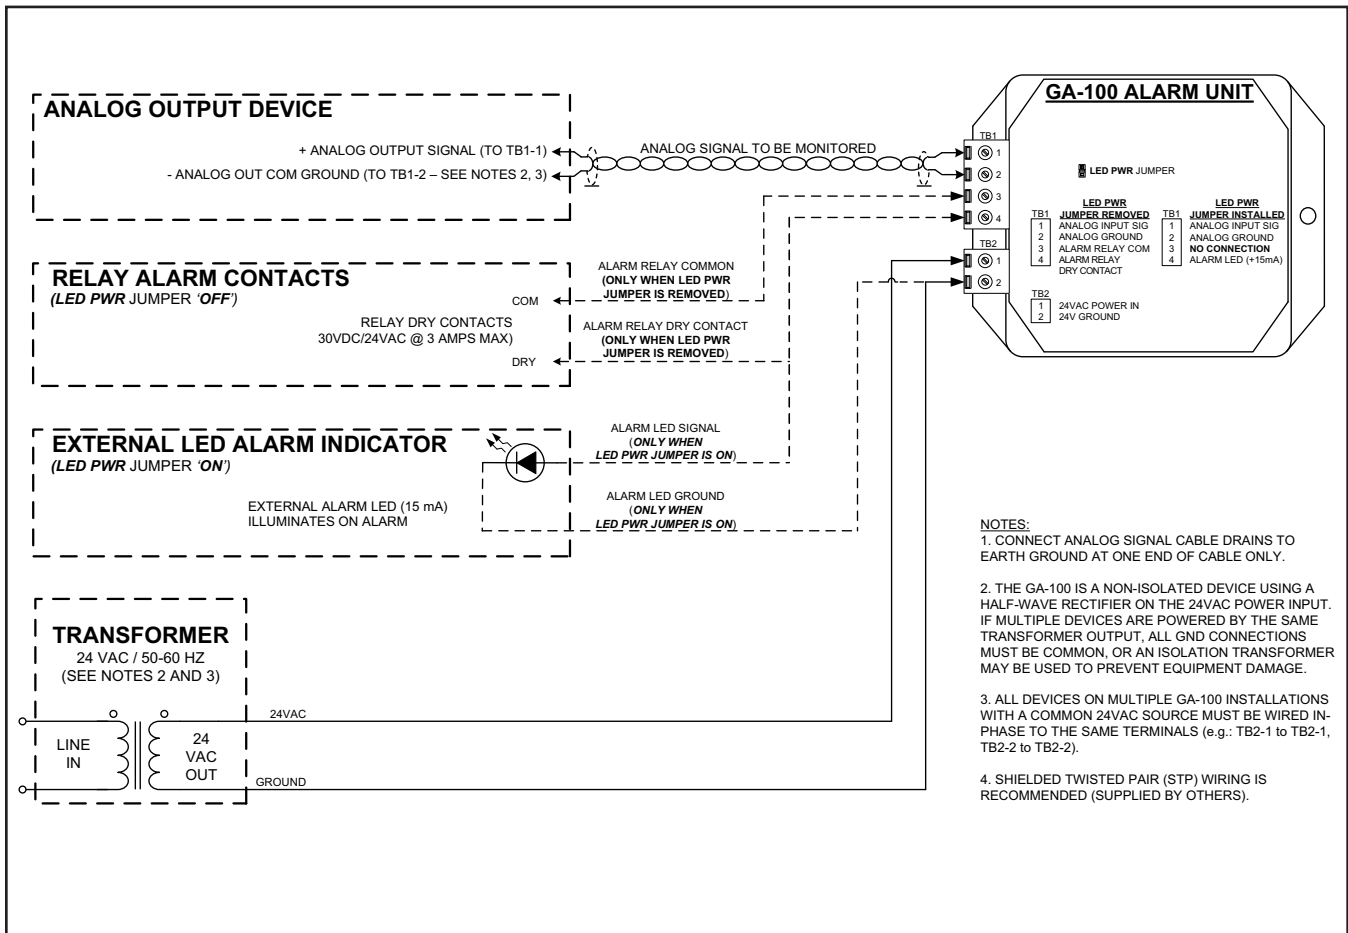 ANALOG OUTPUT DEVICE
+ ANALOG OUTPUT SIGNAL (TO TB1-1)
- ANALOG OUT COM GROUND (TO TB1-2 – SEE NOTES 2, 3)
ANALOG SIGNAL TO BE MONITORED
RELAY ALARM CONTACTS
(LED PWR JUMPER ‘OFF’)
COM
RELAY DRY CONTACTS
30VDC/24VAC @ 3 AMPS MAX)
DRY
ALARM RELAY COMMON
(ONLY WHEN LED PWR
JUMPER IS REMOVED)
ALARM RELAY DRY CONTACT
(ONLY WHEN LED PWR
JUMPER IS REMOVED)
EXTERNAL LED ALARM INDICATOR
(LED PWR JUMPER ‘ON’)
EXTERNAL ALARM LED (15 mA)
ILLUMINATES ON ALARM
ALARM LED SIGNAL
(ONLY WHEN
LED PWR JUMPER IS ON)
ALARM LED GROUND
(ONLY WHEN
LED PWR JUMPER IS ON)
TRANSFORMER
24 VAC / 50-60 HZ
(SEE NOTES 2 AND 3)
LINE
IN
24
VAC
OUT
24VAC
GROUND
GA-100 ALARM UNIT
TB1
1
2
3
4
TB2
1
2
LED PWR JUMPER
LED PWR
TB1 JUMPER REMOVED
1 ANALOG INPUT SIG
2 ANALOG GROUND
3 ALARM RELAY COM
4 ALARM RELAY
DRY CONTACT
LED PWR
TB1 JUMPER INSTALLED
1 ANALOG INPUT SIG
2 ANALOG GROUND
3 NO CONNECTION
4 ALARM LED (+15mA)
TB2
1 24VAC POWER IN
2 24V GROUND
NOTES:
1. CONNECT ANALOG SIGNAL CABLE DRAINS TO
EARTH GROUND AT ONE END OF CABLE ONLY.
2. THE GA-100 IS A NON-ISOLATED DEVICE USING A
HALF-WAVE RECTIFIER ON THE 24VAC POWER INPUT.
IF MULTIPLE DEVICES ARE POWERED BY THE SAME
TRANSFORMER OUTPUT, ALL GND CONNECTIONS
MUST BE COMMON, OR AN ISOLATION TRANSFORMER
MAY BE USED TO PREVENT EQUIPMENT DAMAGE.
3. ALL DEVICES ON MULTIPLE GA-100 INSTALLATIONS
WITH A COMMON 24VAC SOURCE MUST BE WIRED IN-
PHASE TO THE SAME TERMINALS (e.g.: TB2-1 to TB2-1,
TB2-2 to TB2-2).
4. SHIELDED TWISTED PAIR (STP) WIRING IS
RECOMMENDED (SUPPLIED BY OTHERS).